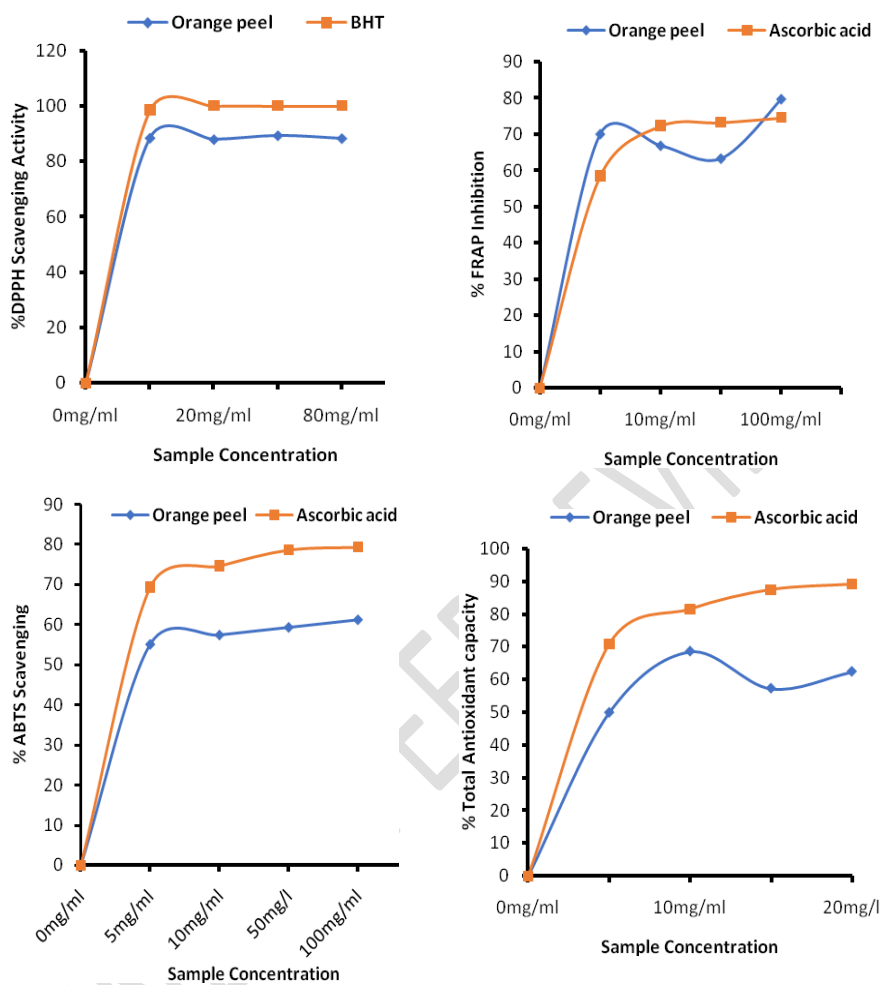 Orange peel BHT
%DPPH Scavenging Activity
120
100
80
60
40
20
0
0mg/ml 20mg/ml 80mg/ml
Sample Concentration
Orange peel Ascorbic acid
% FRAP Inhibition
90
80
70
60
50
40
30
20
10
0
0mg/ml 10mg/ml 100mg/ml
Sample Concentration
Orange peel Ascorbic acid
% ABTS Scavenging
90
80
70
60
50
40
30
20
10
0
0mg/ml 5mg/ml 10mg/ml 50mg/l 100mg/ml
Sample Concentration
Orange peel Ascorbic acid
% Total Antioxidant capacity
100
90
80
70
60
50
40
30
20
10
0
0mg/ml 10mg/ml 20mg/l
Sample Concentration